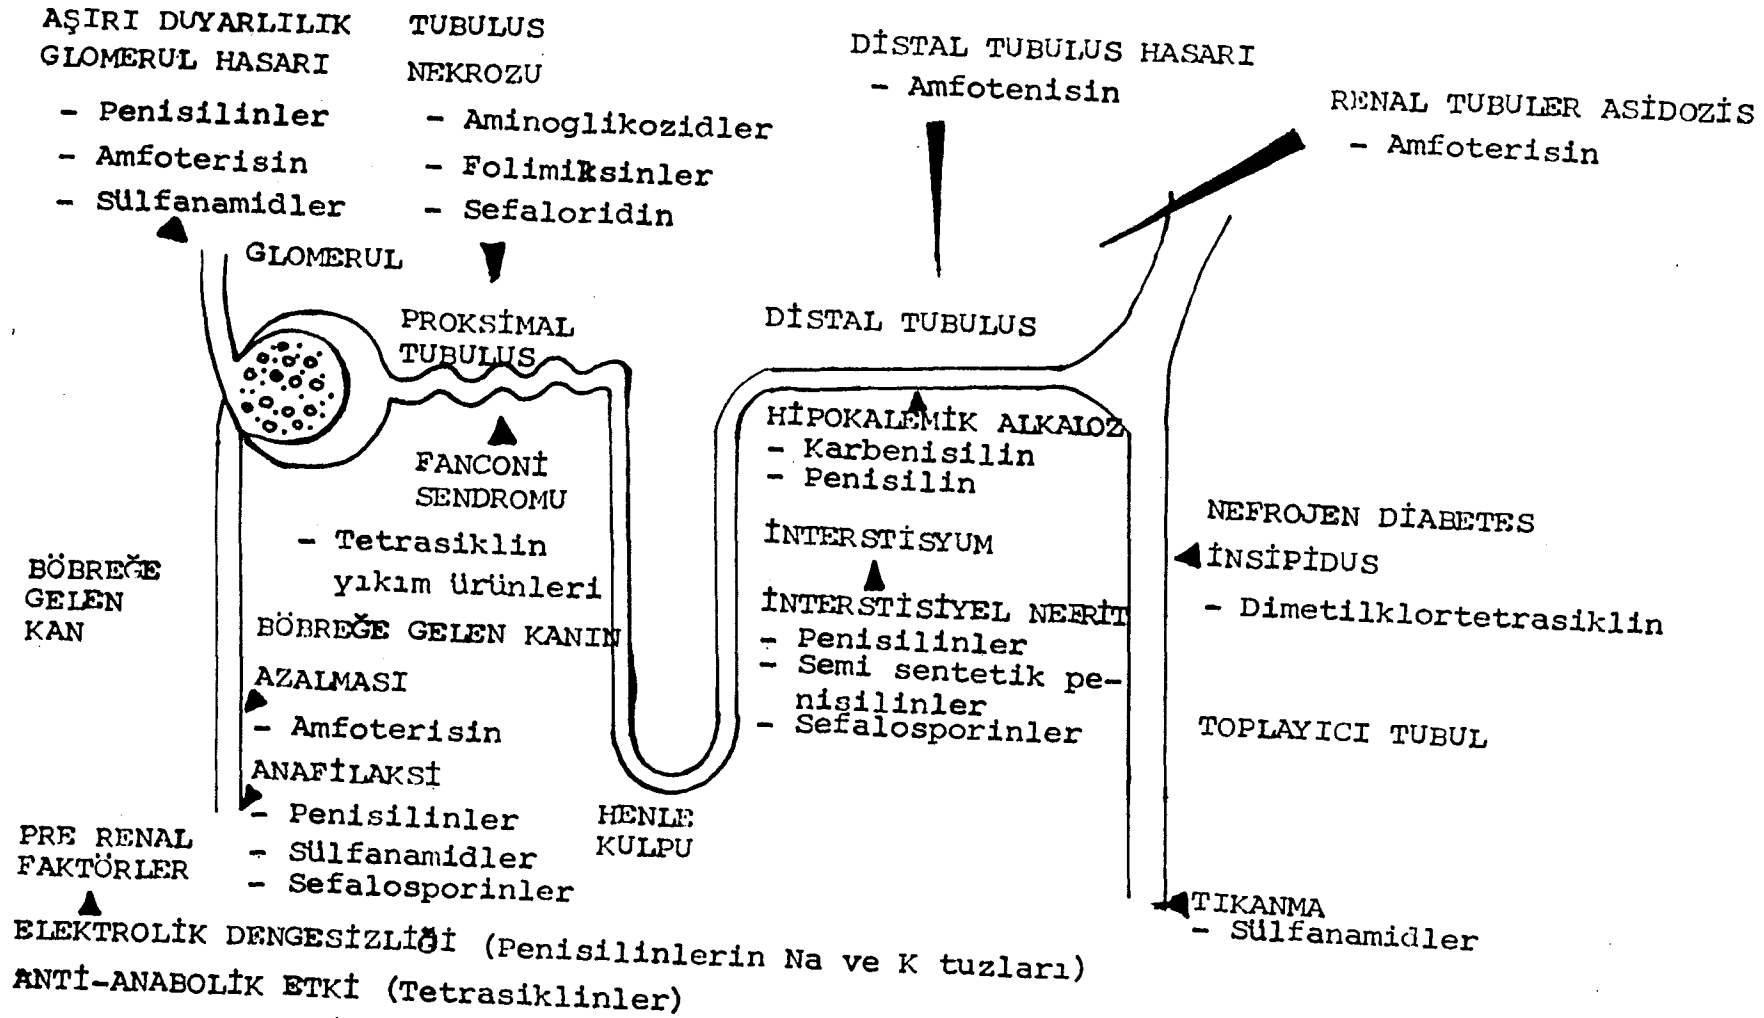 AŞIRI DUYARLILIK
GLOMERUL HASARI
- Penisilinler
- Amfoterisin
- Sülfanamidler
TUBULUS
NEKROZU
- Aminoglikozidler
- Folimiksinler
- Sefaloridin
DİSTAL TUBULUS HASARI
- Amfotenisin
RENAL TUBULER ASİDOZİS
- Amfoterisin
GLOMERUL
PROKSİMAL
TUBULUS
DİSTAL TUBULUS
FANCONİ
SENDROMU
- Tetrasiklin
yıkım ürünleri
HİPOKALEMİK ALKALOZ
- Karbenisilin
- Penisilin
İNTERSTİSYUM
İNTERSTİSİYEL NEFRİT
- Penisilinler
- Semi sentetik pe-
nisilinler
- Sefalosporinler
NEFROJEN DİABETES
İNSİPİDUS
- Dimetilklortetrasiklin
TOPLAYICI TUBUL
BÖBREĞE
GELEN
KAN
BÖBREĞE GELEN KANIN
AZALMASI
- Amfoterisin
ANAFİLAKSİ
- Penisilinler
- Sülfanamidler
- Sefalosporinler
HENLE
KULPU
TIKANMA
- Sülfanamidler
PRE RENAL
FAKTÖRLER
ELEKTROLİK DENGESİZLİĞİ (Penisilinlerin Na ve K tuzları)
ANTİ-ANABOLİK ETKİ (Tetrasiklinler)